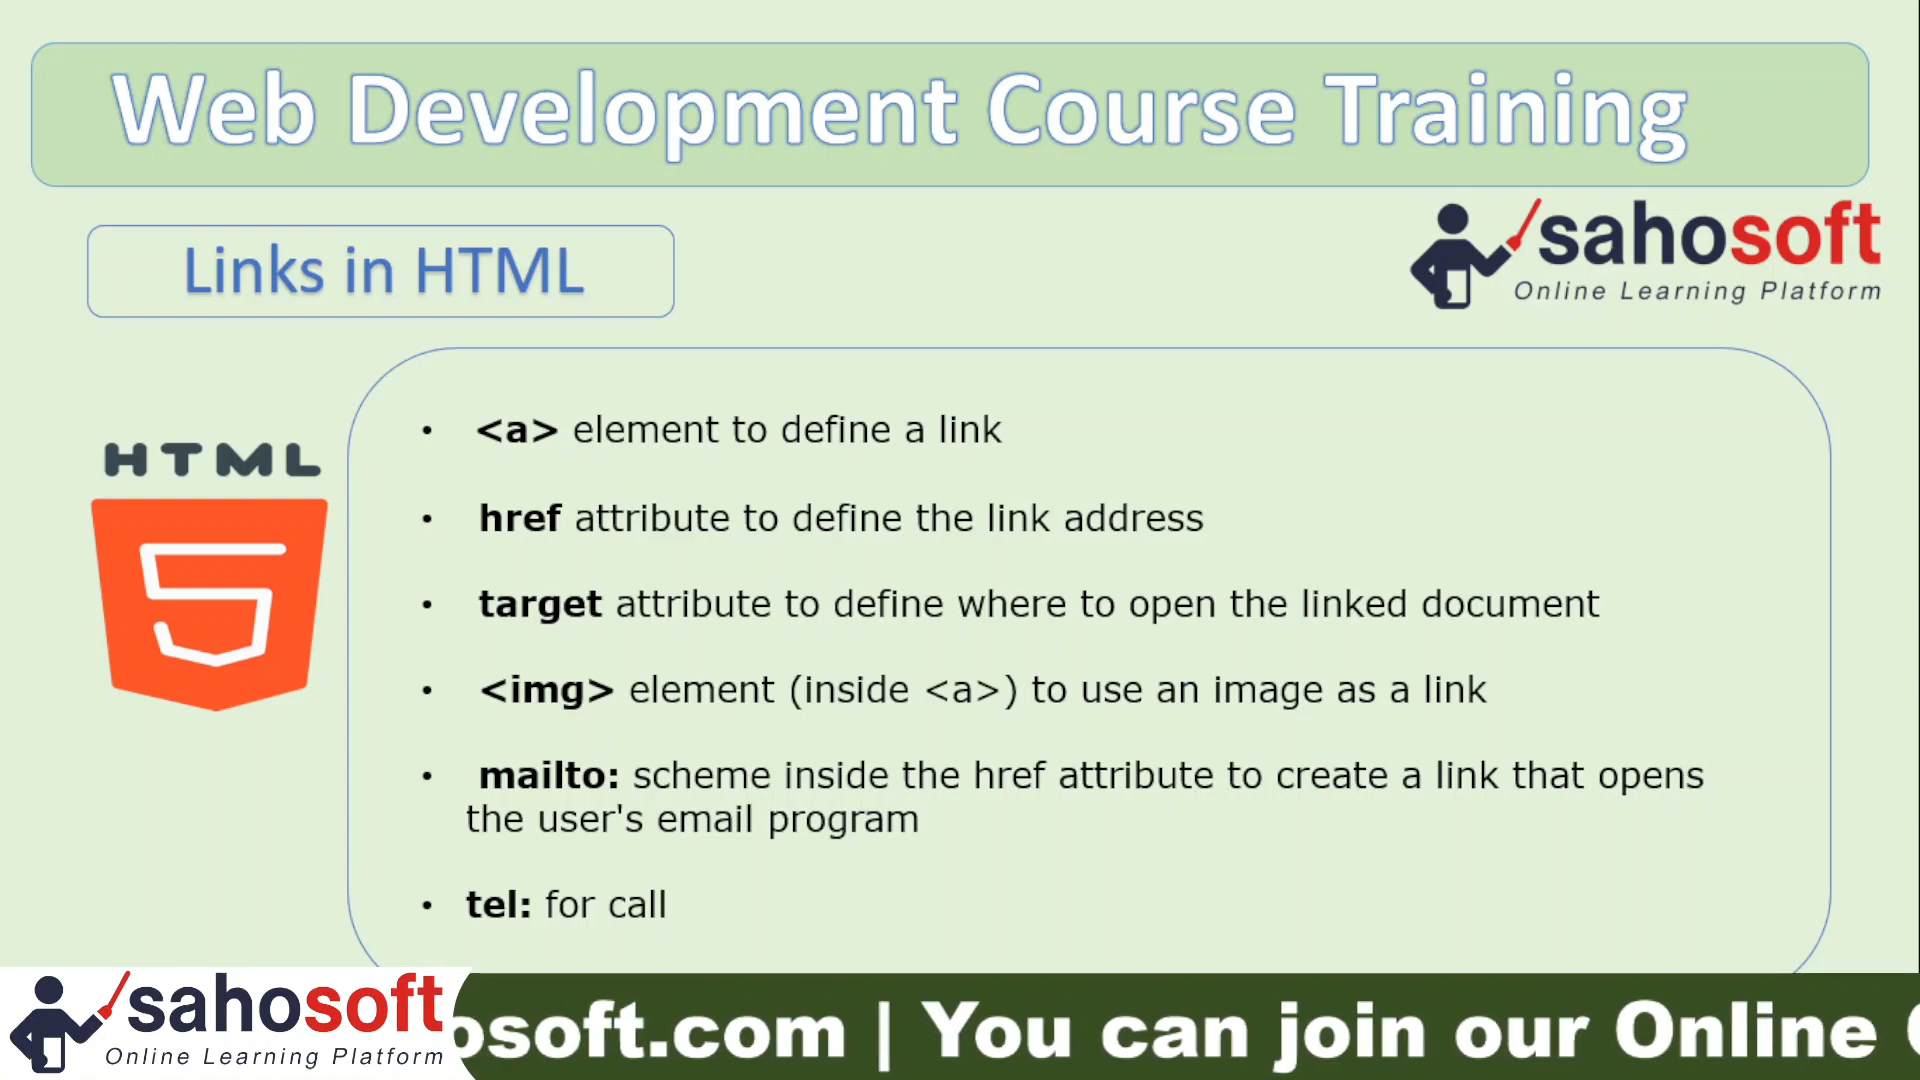 Web Development Course Training
Links in HTML
sahosoft
Online Learning Platform
HTML
5
• <a> element to define a link
• href attribute to define the link address
• target attribute to define where to open the linked document
• <img> element (inside <a>) to use an image as a link
• mailto: scheme inside the href attribute to create a link that opens
the user's email program
• tel: for call
sahosoft
Online Learning Platform
osoft.com | You can join our Online